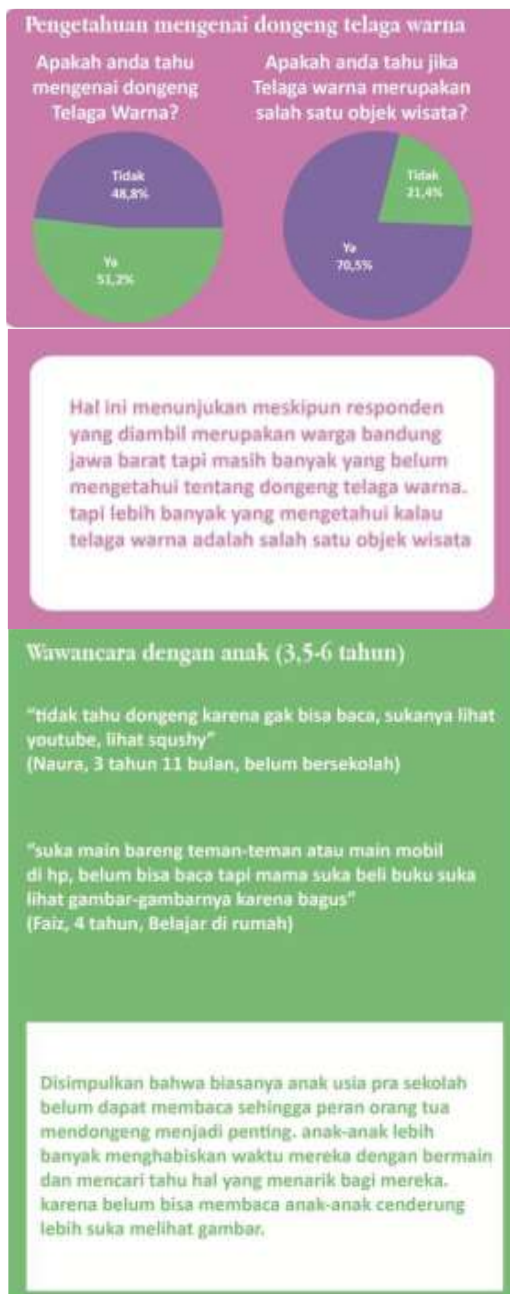 Pengetahuan mengenai dongeng telaga warna
Apakah anda tahu
mengenai dongeng
Telaga Warna?
Apakah anda tahu jika
Telaga warna merupakan
salah satu objek wisata?
Tidak
48,8%
Ya
51,2%
Tidak
21,4%
Ya
70,5%
Hal ini menunjukan meskipun responden
yang diambil merupakan warga bandung
jawa barat tapi masih banyak yang belum
mengetahui tentang dongeng telaga warna.
tapi lebih banyak yang mengetahui kalau
telaga warna adalah salah satu objek wisata
Wawancara dengan anak (3,5-6 tahun)
"tidak tahu dongeng karena gak bisa baca, sukanya lihat
youtube, lihat squshy"
(Naura, 3 tahun 11 bulan, belum bersekolah)
"suka main bareng teman-teman atau main mobil
di hp, belum bisa baca tapi mama suka beli buku suka
lihat gambar-gambarnya karena bagus"
(Faiz, 4 tahun, Belajar di rumah)
Disimpulkan bahwa biasanya anak usia pra sekolah
belum dapat membaca sehingga peran orang tua
mendongeng menjadi penting. anak-anak lebih
banyak menghabiskan waktu mereka dengan bermain
dan mencari tahu hal yang menarik bagi mereka.
karena belum bisa membaca anak-anak cenderung
lebih suka melihat gambar.